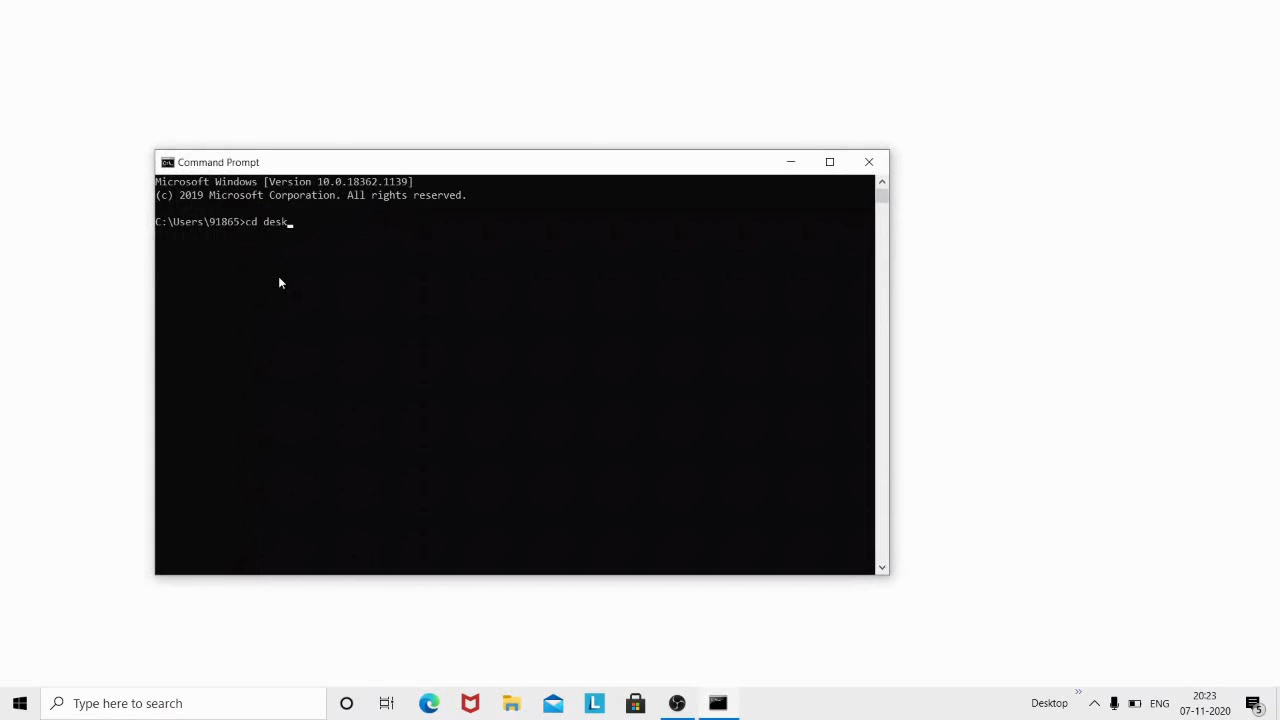 Command Prompt
Microsoft Windows [Version 10.0.18362.1139]
(c) 2019 Microsoft Corporation. All rights reserved.
C:\Users\91865>cd desk
Type here to search
L
Desktop
ENG
20:23
07-11-2020
5